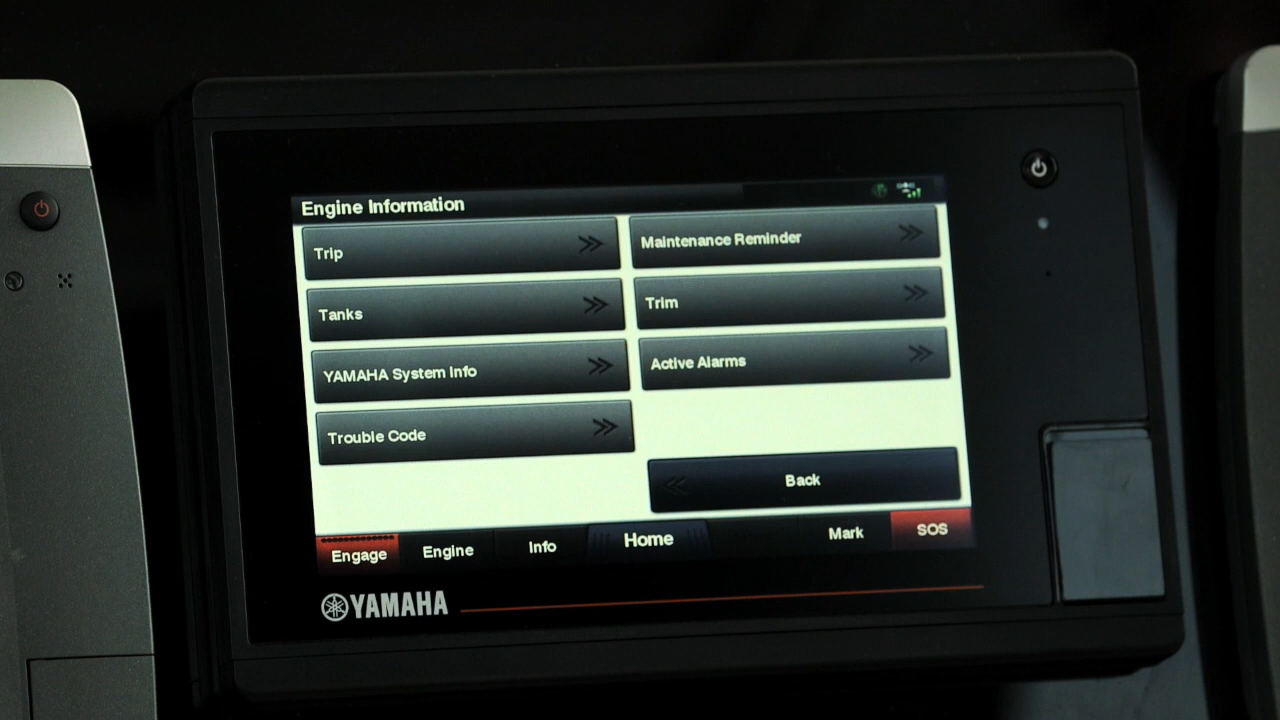 Engine Information
Trip
Maintenance Reminder
Tanks
Trim
YAMAHA System Info
Active Alarms
Trouble Code
Back
Engage
Engine
Info
Home
Mark
SOS
YAMAHA